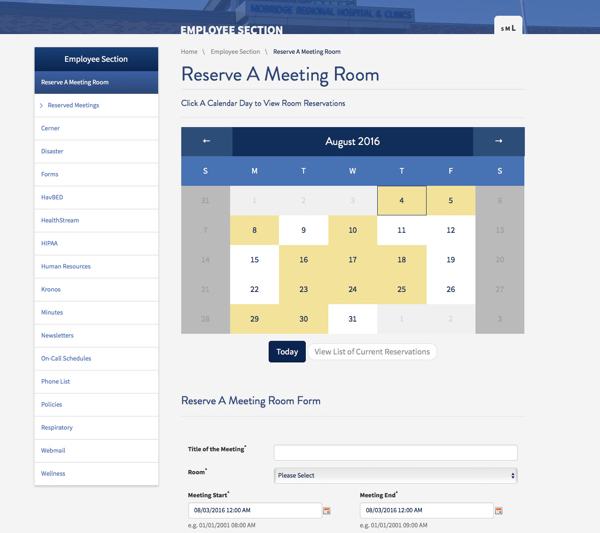 MOBRIDGE REGIONAL HOSPITAL & CLINICS
EMPLOYEE SECTION
S M L
Employee Section
Reserve A Meeting Room
> Reserved Meetings
Cerner
Disaster
Forms
HavBED
HealthStream
HIPAA
Human Resources
Kronos
Minutes
Newsletters
On-Call Schedules
Phone List
Policies
Respiratory
Webmail
Wellness
Home \ Employee Section \ Reserve A Meeting Room
Reserve A Meeting Room
Click A Calendar Day to View Room Reservations
← August 2016 →
S M T W T F S
31 1 2 3 4 5 6
7 8 9 10 11 12 13
14 15 16 17 18 19 20
21 22 23 24 25 26 27
28 29 30 31 1 2 3
Today View List of Current Reservations
Reserve A Meeting Room Form
Title of the Meeting*
Room* Please Select
Meeting Start* Meeting End*
08/03/2016 12:00 AM 08/03/2016 12:00 AM
e.g. 01/01/2001 08:00 AM e.g. 01/01/2001 09:00 AM